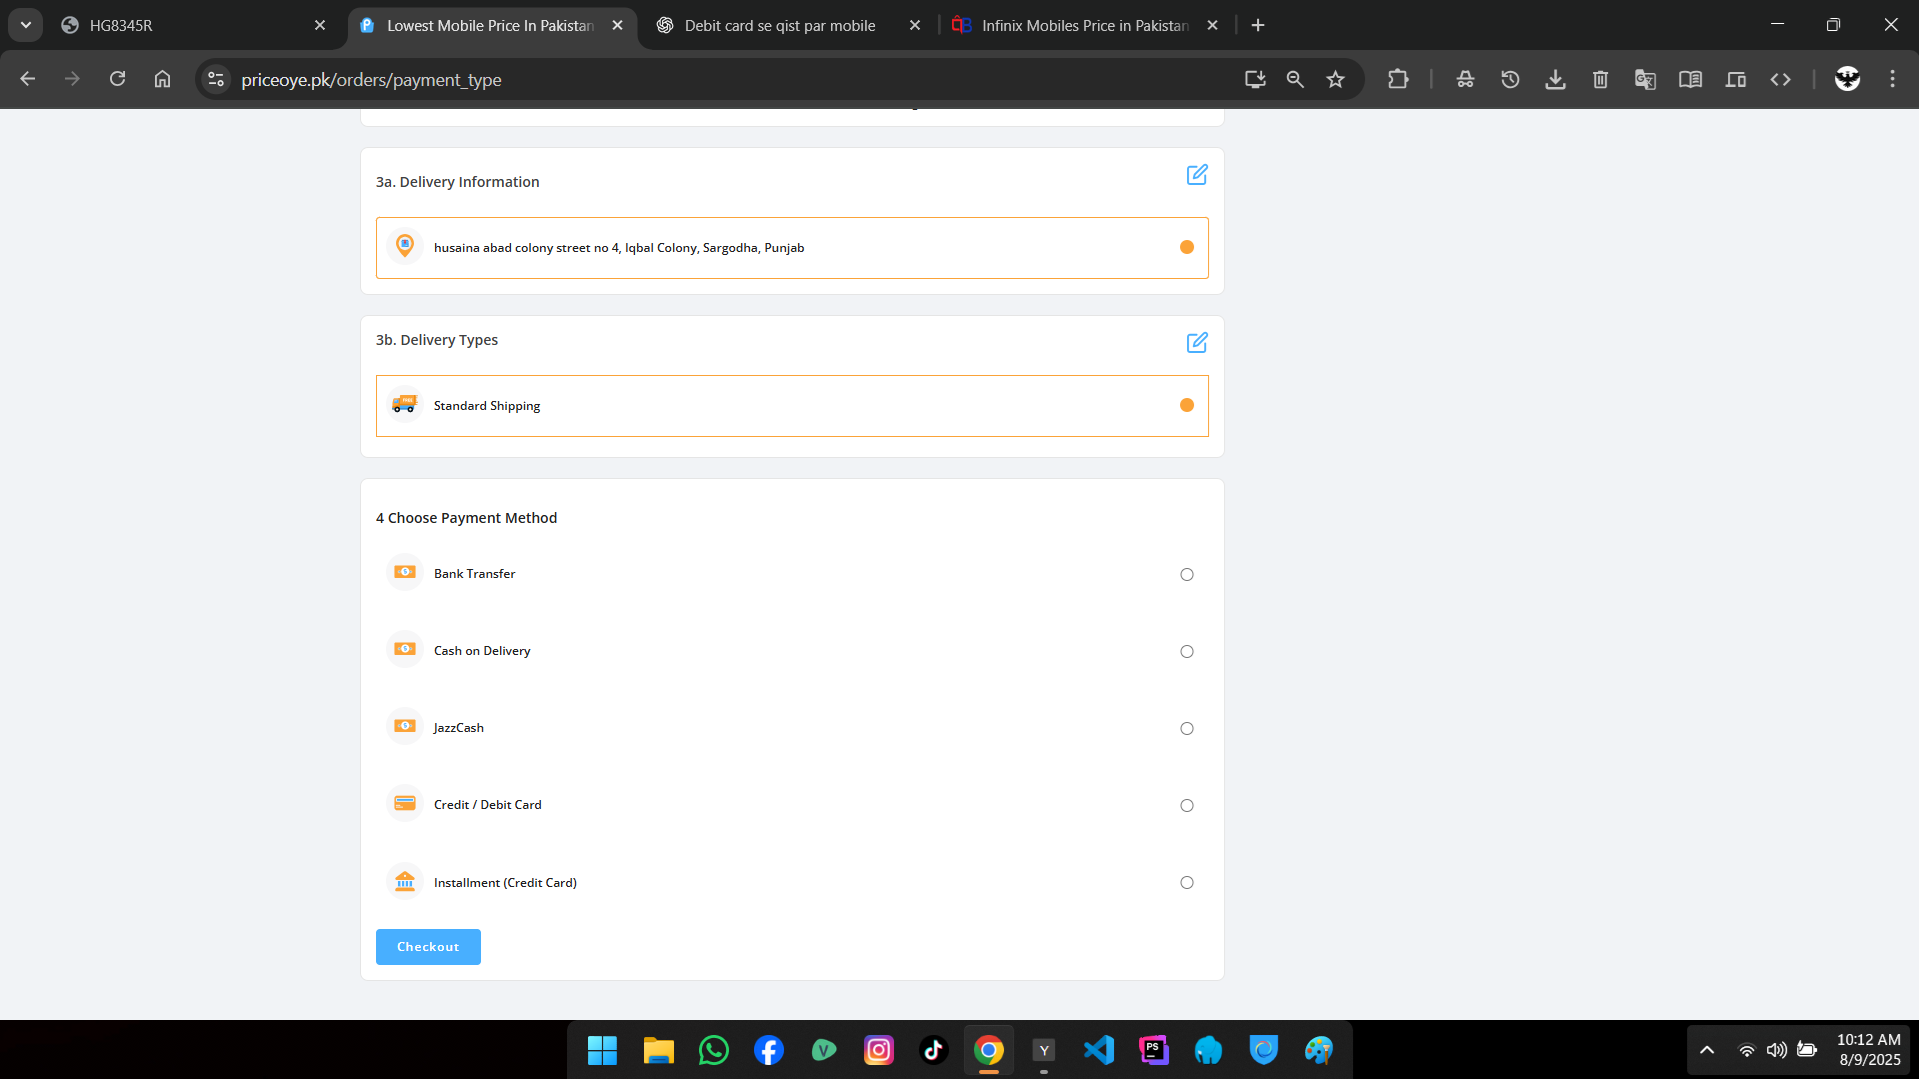 HG8345R
Lowest Mobile Price In Pakistan
Debit card se qist par mobile
Infinix Mobiles Price in Pakistan
priceoye.pk/orders/payment_type
3a. Delivery Information
husaina abad colony street no 4, Iqbal Colony, Sargodha, Punjab
3b. Delivery Types
FREE
Standard Shipping
4 Choose Payment Method
Bank Transfer
Cash on Delivery
JazzCash
Credit / Debit Card
Installment (Credit Card)
Checkout
V
Y
PS
10:12 AM
8/9/2025